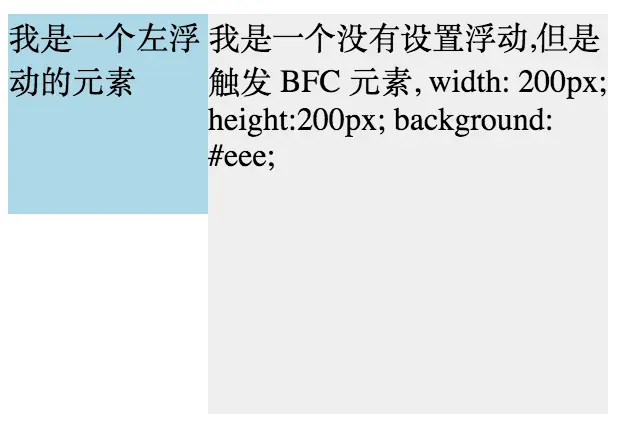 我是一个左浮
动的元素
我是一个没有设置浮动,但是
触发 BFC 元素, width: 200px;
height:200px; background:
#eee;